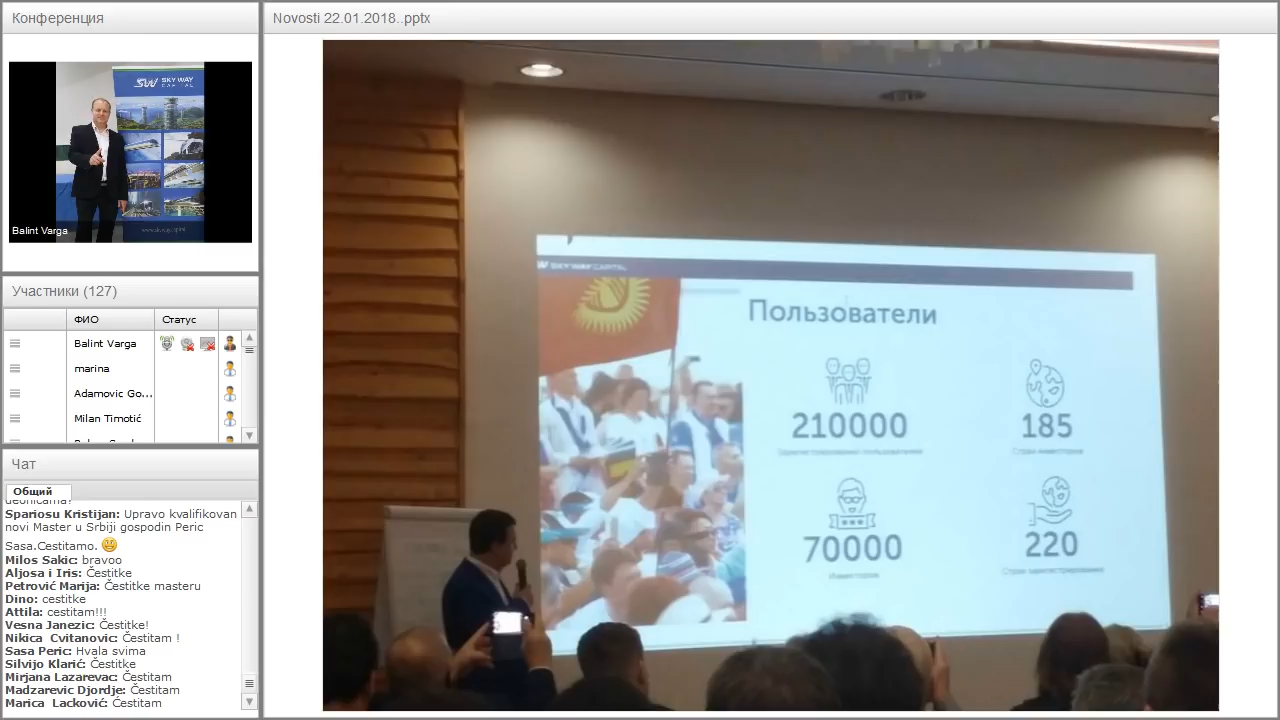 Конференция
SKY WAY
CAPITAL
Balint Varga
Участники (127)
ФИО
Статус
Balint Varga
marina
Adamovic Go...
Milan Timotić
Чат
Общий
Spariosu Kristijan: Upravo kvalifikovan
novi Master u Srbiji gospodin Peric
Sasa.Cestitamo.
Milos Sakic: bravoo
Aljosa i Iris: Čestitka
Petrović Marija: Čestitke masteru
Dino: cestitke
Attila: cestitam!!!
Vesna Janezic: Čestitke!
Nikica Cvitanovic: Čestitam !
Sasa Peric: Hvala svima
Silvijo Klarić: Čestitke
Mirjana Lazarevac: Čestitam
Madzarevic Djordje: Čestitam
Marica Lacković: Čestitam
Novosti 22.01.2018..pptx
SKY WAY CAPITAL
Пользователи
210000
185
Стран инвесторов
70000
Инвесторов
220